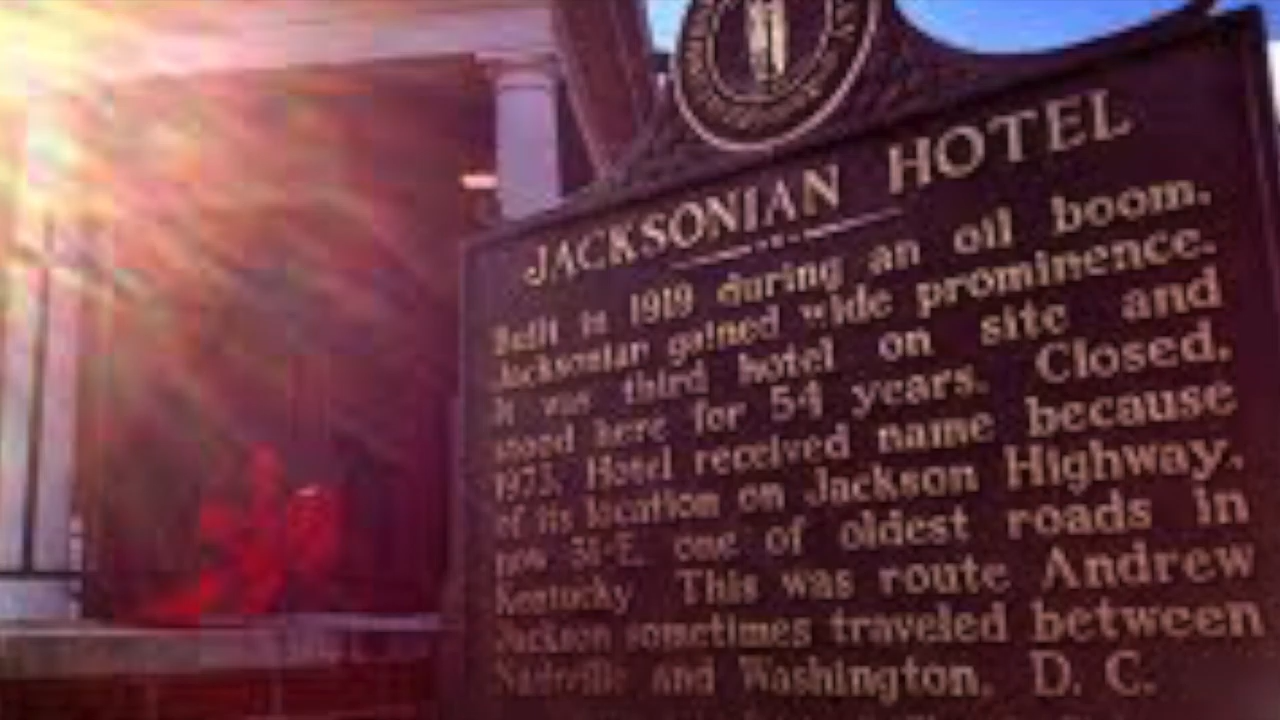 JACKSONIAN HOTEL
Built in 1919 during an oil boom.
Jacksonian gained wide prominence.
It was third hotel on site and
stood here for 54 years. Closed,
1973. Hotel received name because
of its location on Jackson Highway,
now 31-E, one of oldest roads in
Kentucky. This was route Andrew
Jackson sometimes traveled between
Nashville and Washington, D. C.